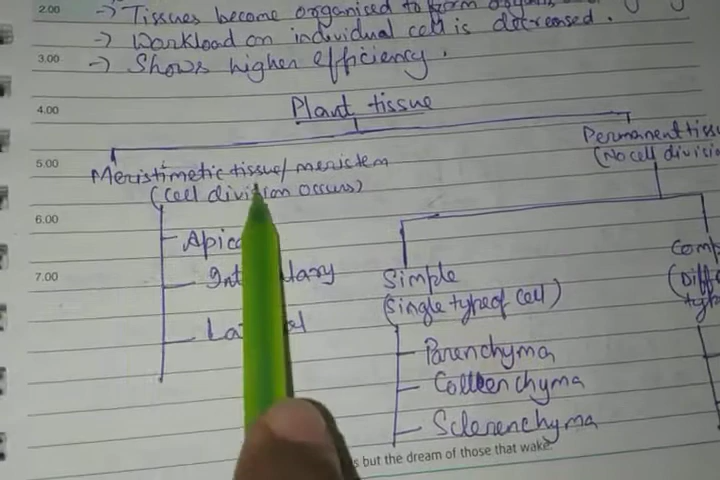 2.00 -> Tissues become organised to form
-> Workload on individual cell is decreased.
3.00 -> Shows higher efficiency.
4.00 Plant tissue
5.00 Meristimetic tissue/meristem
(Cell division occurs)
Permanent
(No cell
6.00
7.00
Simple
(Single type of cell)
Parenchyma
Collenchyma
Sclerenchyma
but the dream of those that wake.